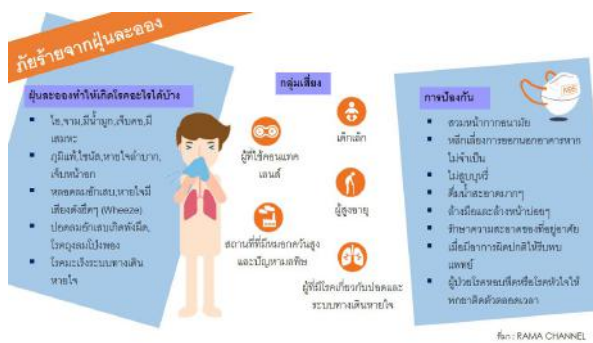 ภัยร้ายจากฝุ่นละออง
ฝุ่นละอองทำให้เกิดโรคอะไรได้บ้าง
▪ ไอ,จาม,มีน้ำมูก,เจ็บคอ,มี
เสมหะ
▪ ภูมิแพ้,ไซนัส,หายใจลำบาก,
เจ็บหน้าอก
▪ หลอดลมอักเสบ,หายใจมี
เสียงดังฮืดๆ (Wheeze)
▪ ปอดลมอักเสบเกิดพังผืด,
โรคถุงลมโป่งพอง
▪ โรคมะเร็งระบบทางเดิน
หายใจ
กลุ่มเสี่ยง
เด็กเล็ก
ผู้ที่ใช้คอนแทค
เลนส์
ผู้สูงอายุ
สถานที่ที่มีหมอกควันสูง
และปัญหามลพิษ
ผู้ที่มีโรคเกี่ยวกับปอดและ
ระบบทางเดินหายใจ
การป้องกัน
N95
▪ สวมหน้ากากอนามัย
▪ หลีกเลี่ยงการออกนอกอาคารหาก
ไม่จำเป็น
▪ ไม่สูบบุหรี่
▪ ดื่มน้ำสะอาดมากๆ
▪ ล้างมือและล้างหน้าบ่อยๆ
▪ รักษาความสะอาดของที่อยู่อาศัย
▪ เมื่อมีอาการผิดปกติให้รีบพบ
แพทย์
▪ ผู้ป่วยโรคหอบหืดหรือโรคหัวใจให้
พกยาติดตัวตลอดเวลา
ที่มา : RAMA CHANNEL